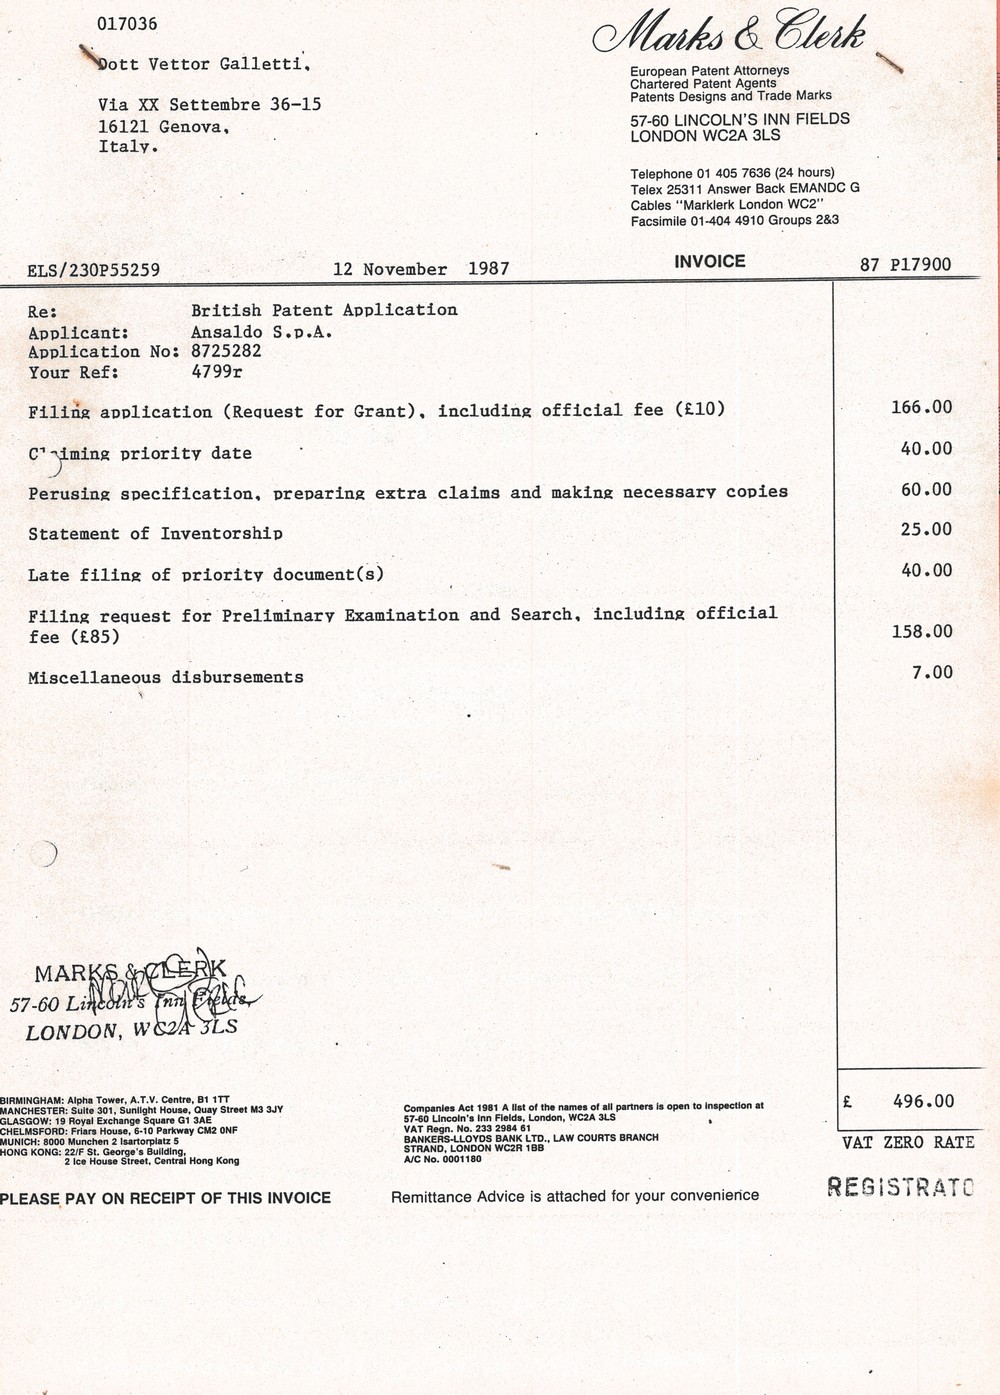 017036
Marks & Clerk
Dott Vettor Galletti,
Via XX Settembre 36-15
16121 Genova,
Italy.
European Patent Attorneys
Chartered Patent Agents
Patents Designs and Trade Marks
57-60 LINCOLN'S INN FIELDS
LONDON WC2A 3LS
Telephone 01 405 7636 (24 hours)
Telex 25311 Answer Back EMANDC G
Cables "Marklerk London WC2"
Facsimile 01-404 4910 Groups 2&3
ELS/230P55259 12 November 1987 INVOICE 87 P17900
Re: British Patent Application
Applicant: Ansaldo S.p.A.
Application No: 8725282
Your Ref: 4799r
Filing application (Request for Grant), including official fee (£10) 166.00
Claiming priority date 40.00
Perusing specification, preparing extra claims and making necessary copies 60.00
Statement of Inventorship 25.00
Late filing of priority document(s) 40.00
Filing request for Preliminary Examination and Search, including official
fee (£85) 158.00
Miscellaneous disbursements 7.00
MARKS & CLERK
57-60 Lincoln's Inn Fields,
LONDON, WC2A 3LS
£ 496.00
VAT ZERO RATE
BIRMINGHAM: Alpha Tower, A.T.V. Centre, B1 1TT
MANCHESTER: Suite 301, Sunlight House, Quay Street M3 3JY
GLASGOW: 19 Royal Exchange Square G1 3AE
CHELMSFORD: Friars House, 6-10 Parkway CM2 0NF
MUNICH: 8000 Munchen 2 Isartorplatz 5
HONG KONG: 22/F St. George's Building,
2 Ice House Street, Central Hong Kong
Companies Act 1981 A list of the names of all partners is open to inspection at
57-60 Lincoln's Inn Fields, London, WC2A 3LS
VAT Regn. No. 233 2984 61
BANKERS-LLOYDS BANK LTD., LAW COURTS BRANCH
STRAND, LONDON WC2R 1BB
A/C No. 0001180
PLEASE PAY ON RECEIPT OF THIS INVOICE
Remittance Advice is attached for your convenience
REGISTRATO